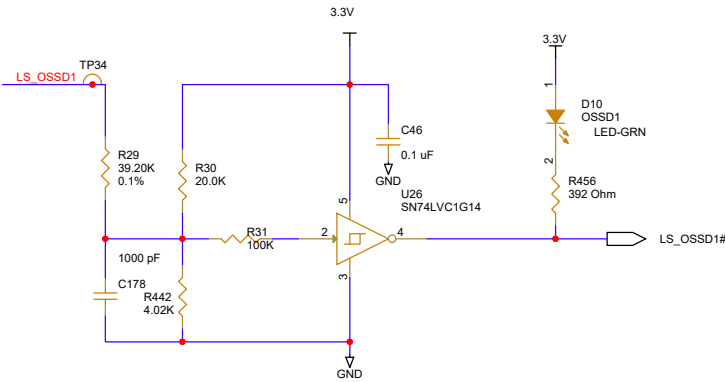 3.3V
LS_OSSD1
TP34
3.3V
1
D10
OSSD1
LED-GRN
2
C46
0.1 uF
GND
R29
39.20K
0.1%
R30
20.0K
U26
SN74LVC1G14
5
R456
392 Ohm
R31
100K
2
4
LS_OSSD1#
1000 pF
C178
3
R442
4.02K
GND